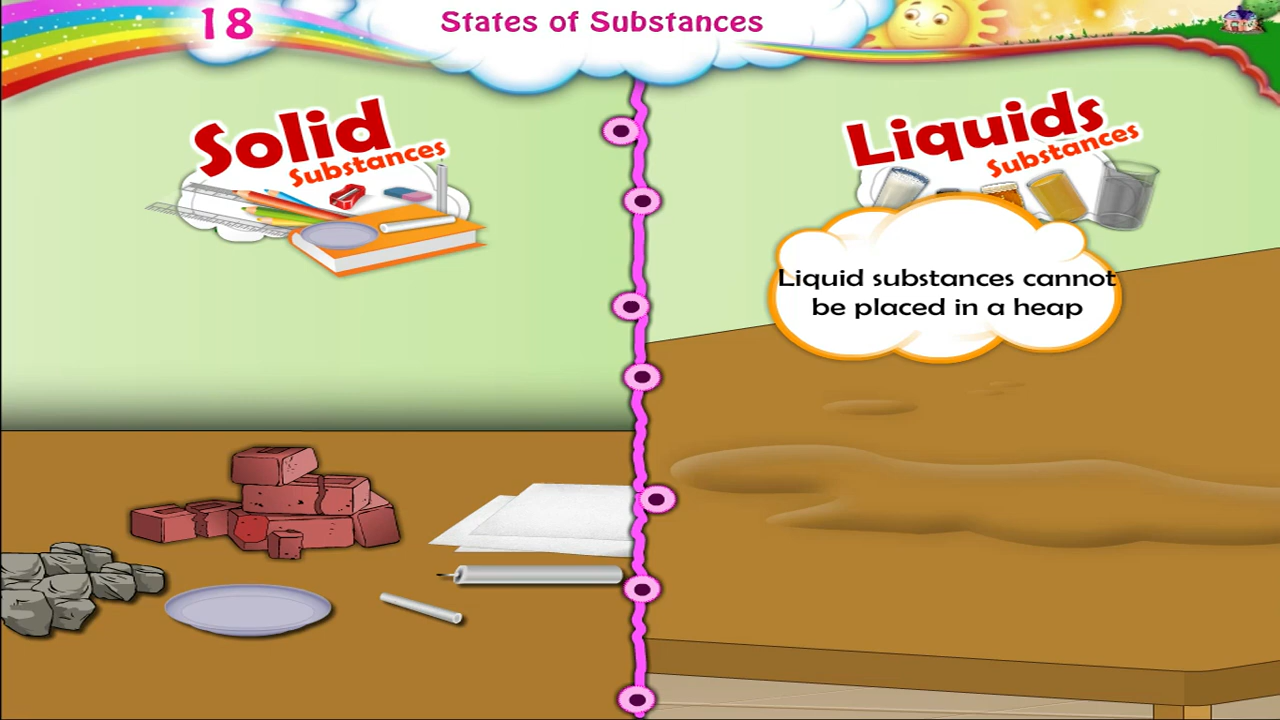 18
States of Substances
Solid
Substances
Liquids
Substances
Liquid substances cannot
be placed in a heap